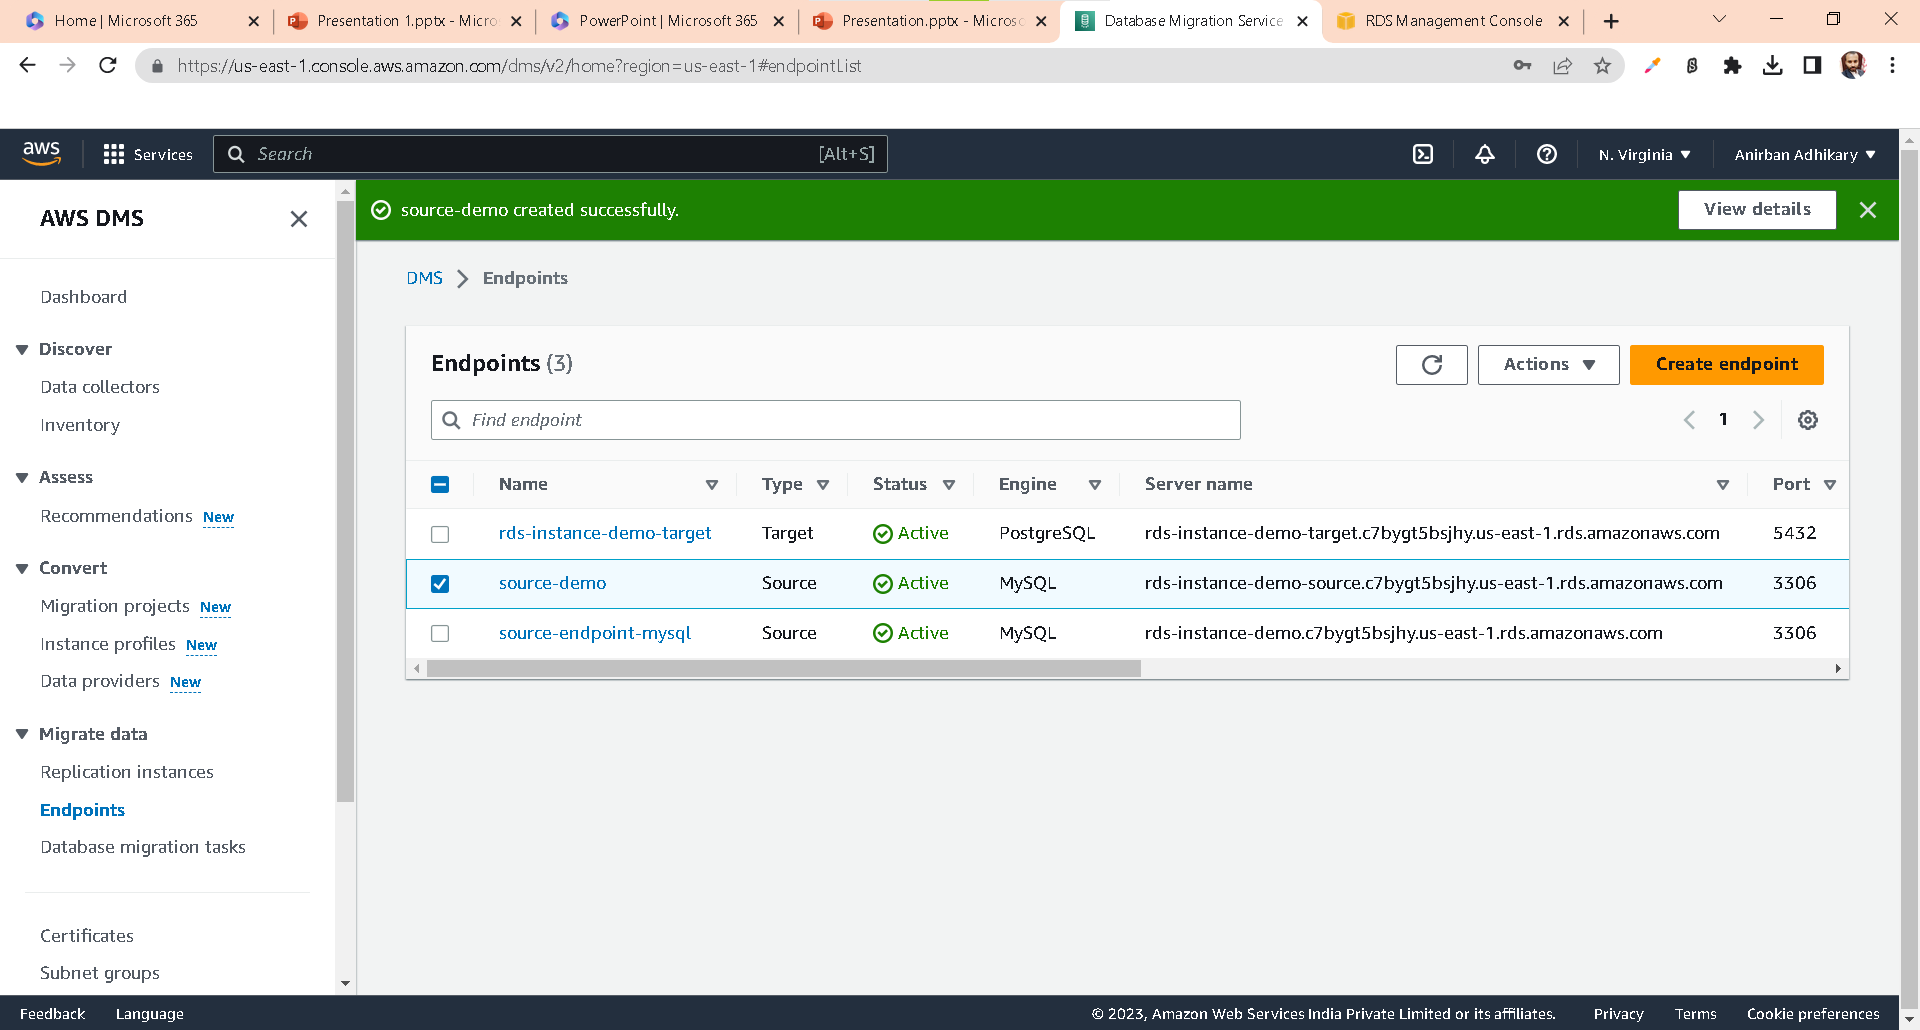 Home | Microsoft 365
Presentation 1.pptx - Micro
PowerPoint | Microsoft 365
Presentation.pptx - Microsc
Database Migration Service
RDS Management Console
https://us-east-1.console.aws.amazon.com/dms/v2/home?region=us-east-1#endpointList
aws
Services
Search
[Alt+S]
N. Virginia
Anirban Adhikary
AWS DMS
source-demo created successfully.
View details
DMS
Endpoints
Dashboard
Discover
Data collectors
Inventory
Assess
Recommendations New
Convert
Migration projects New
Instance profiles New
Data providers New
Migrate data
Replication instances
Endpoints
Database migration tasks
Certificates
Subnet groups
Endpoints (3)
Actions
Create endpoint
Find endpoint
1
Name Type Status Engine Server name Port
rds-instance-demo-target Target Active PostgreSQL rds-instance-demo-target.c7bygt5bsjhy.us-east-1.rds.amazonaws.com 5432
source-demo Source Active MySQL rds-instance-demo-source.c7bygt5bsjhy.us-east-1.rds.amazonaws.com 3306
source-endpoint-mysql Source Active MySQL rds-instance-demo.c7bygt5bsjhy.us-east-1.rds.amazonaws.com 3306
Feedback
Language
© 2023, Amazon Web Services India Private Limited or its affiliates.
Privacy
Terms
Cookie preferences